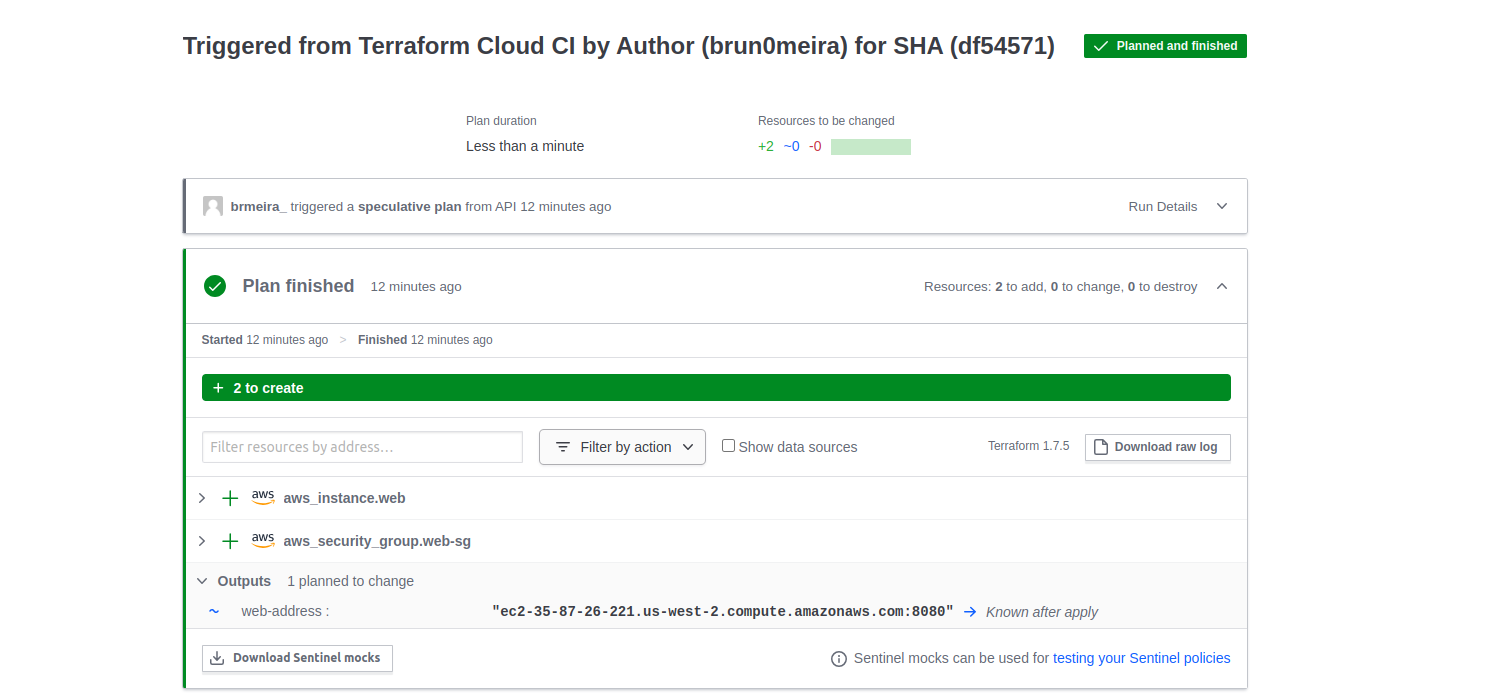 Triggered from Terraform Cloud CI by Author (brun0meira) for SHA (df54571) Planned and finished
Plan duration Resources to be changed
Less than a minute +2 ~0 -0
brmeira_ triggered a speculative plan from API 12 minutes ago Run Details
Plan finished 12 minutes ago Resources: 2 to add, 0 to change, 0 to destroy
Started 12 minutes ago > Finished 12 minutes ago
+ 2 to create
Filter resources by address... Filter by action Show data sources Terraform 1.7.5 Download raw log
+ aws aws_instance.web
+ aws aws_security_group.web-sg
Outputs 1 planned to change
~ web-address : "ec2-35-87-26-221.us-west-2.compute.amazonaws.com:8080" → Known after apply
Download Sentinel mocks Sentinel mocks can be used for testing your Sentinel policies